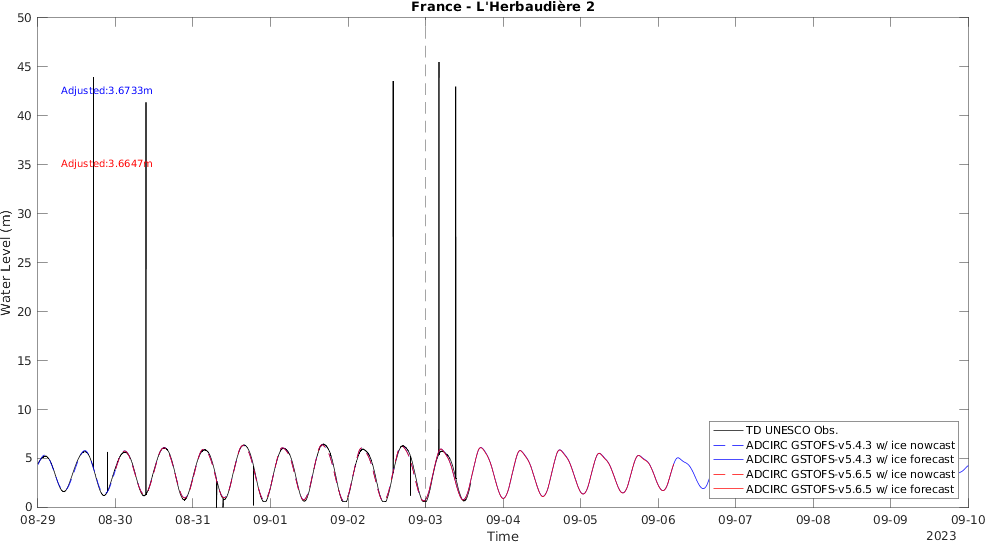 France - L'Herbaudière 2
50
45
40
35
30
25
20
15
10
5
0
Water Level (m)
Adjusted:3.6733m
Adjusted:3.6647m
TD UNESCO Obs.
ADCIRC GSTOFS-v5.4.3 w/ ice nowcast
ADCIRC GSTOFS-v5.4.3 w/ ice forecast
ADCIRC GSTOFS-v5.6.5 w/ ice nowcast
ADCIRC GSTOFS-v5.6.5 w/ ice forecast
08-29 08-30 08-31 09-01 09-02 09-03 09-04 09-05 09-06 09-07 09-08 09-09 09-10
Time
2023